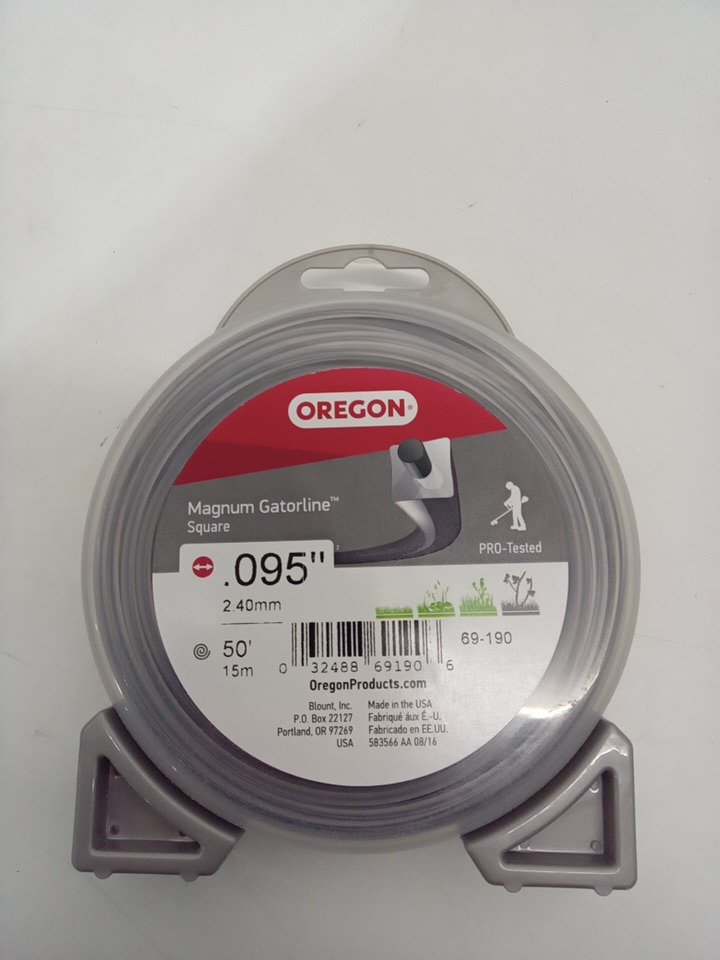 OREGON®
Magnum Gatorline™
Square
PRO-Tested
.095"
2.40mm
50'
15m
69-190
0 32488 69190 6
OregonProducts.com
Blount, Inc.
P.O. Box 22127
Portland, OR 97269
USA
Made in the USA
Fabriqué áux É.-U.
Fabricado en EE.UU.
583566 AA 08/16